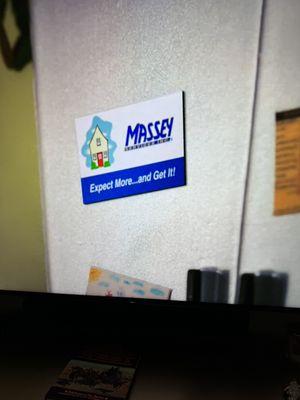 MASSEY
SERVICES INC.
Expect More...and Get It!